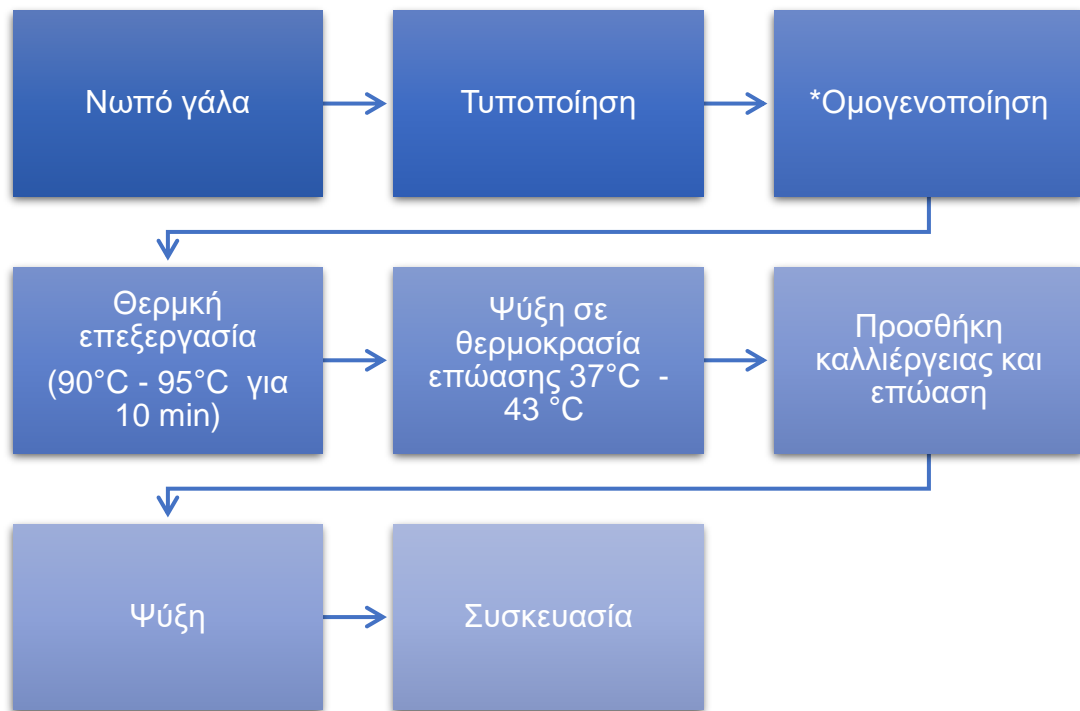 Νωπό γάλα
Τυποποίηση
*Ομογενοποίηση
Θερμκή
επεξεργασία
(90°C - 95°C για
10 min)
Ψύξη σε
θερμοκρασία
επώασης 37°C -
43 °C
Προσθήκη
καλλιέργειας και
επώαση
Ψύξη
Συσκευασία